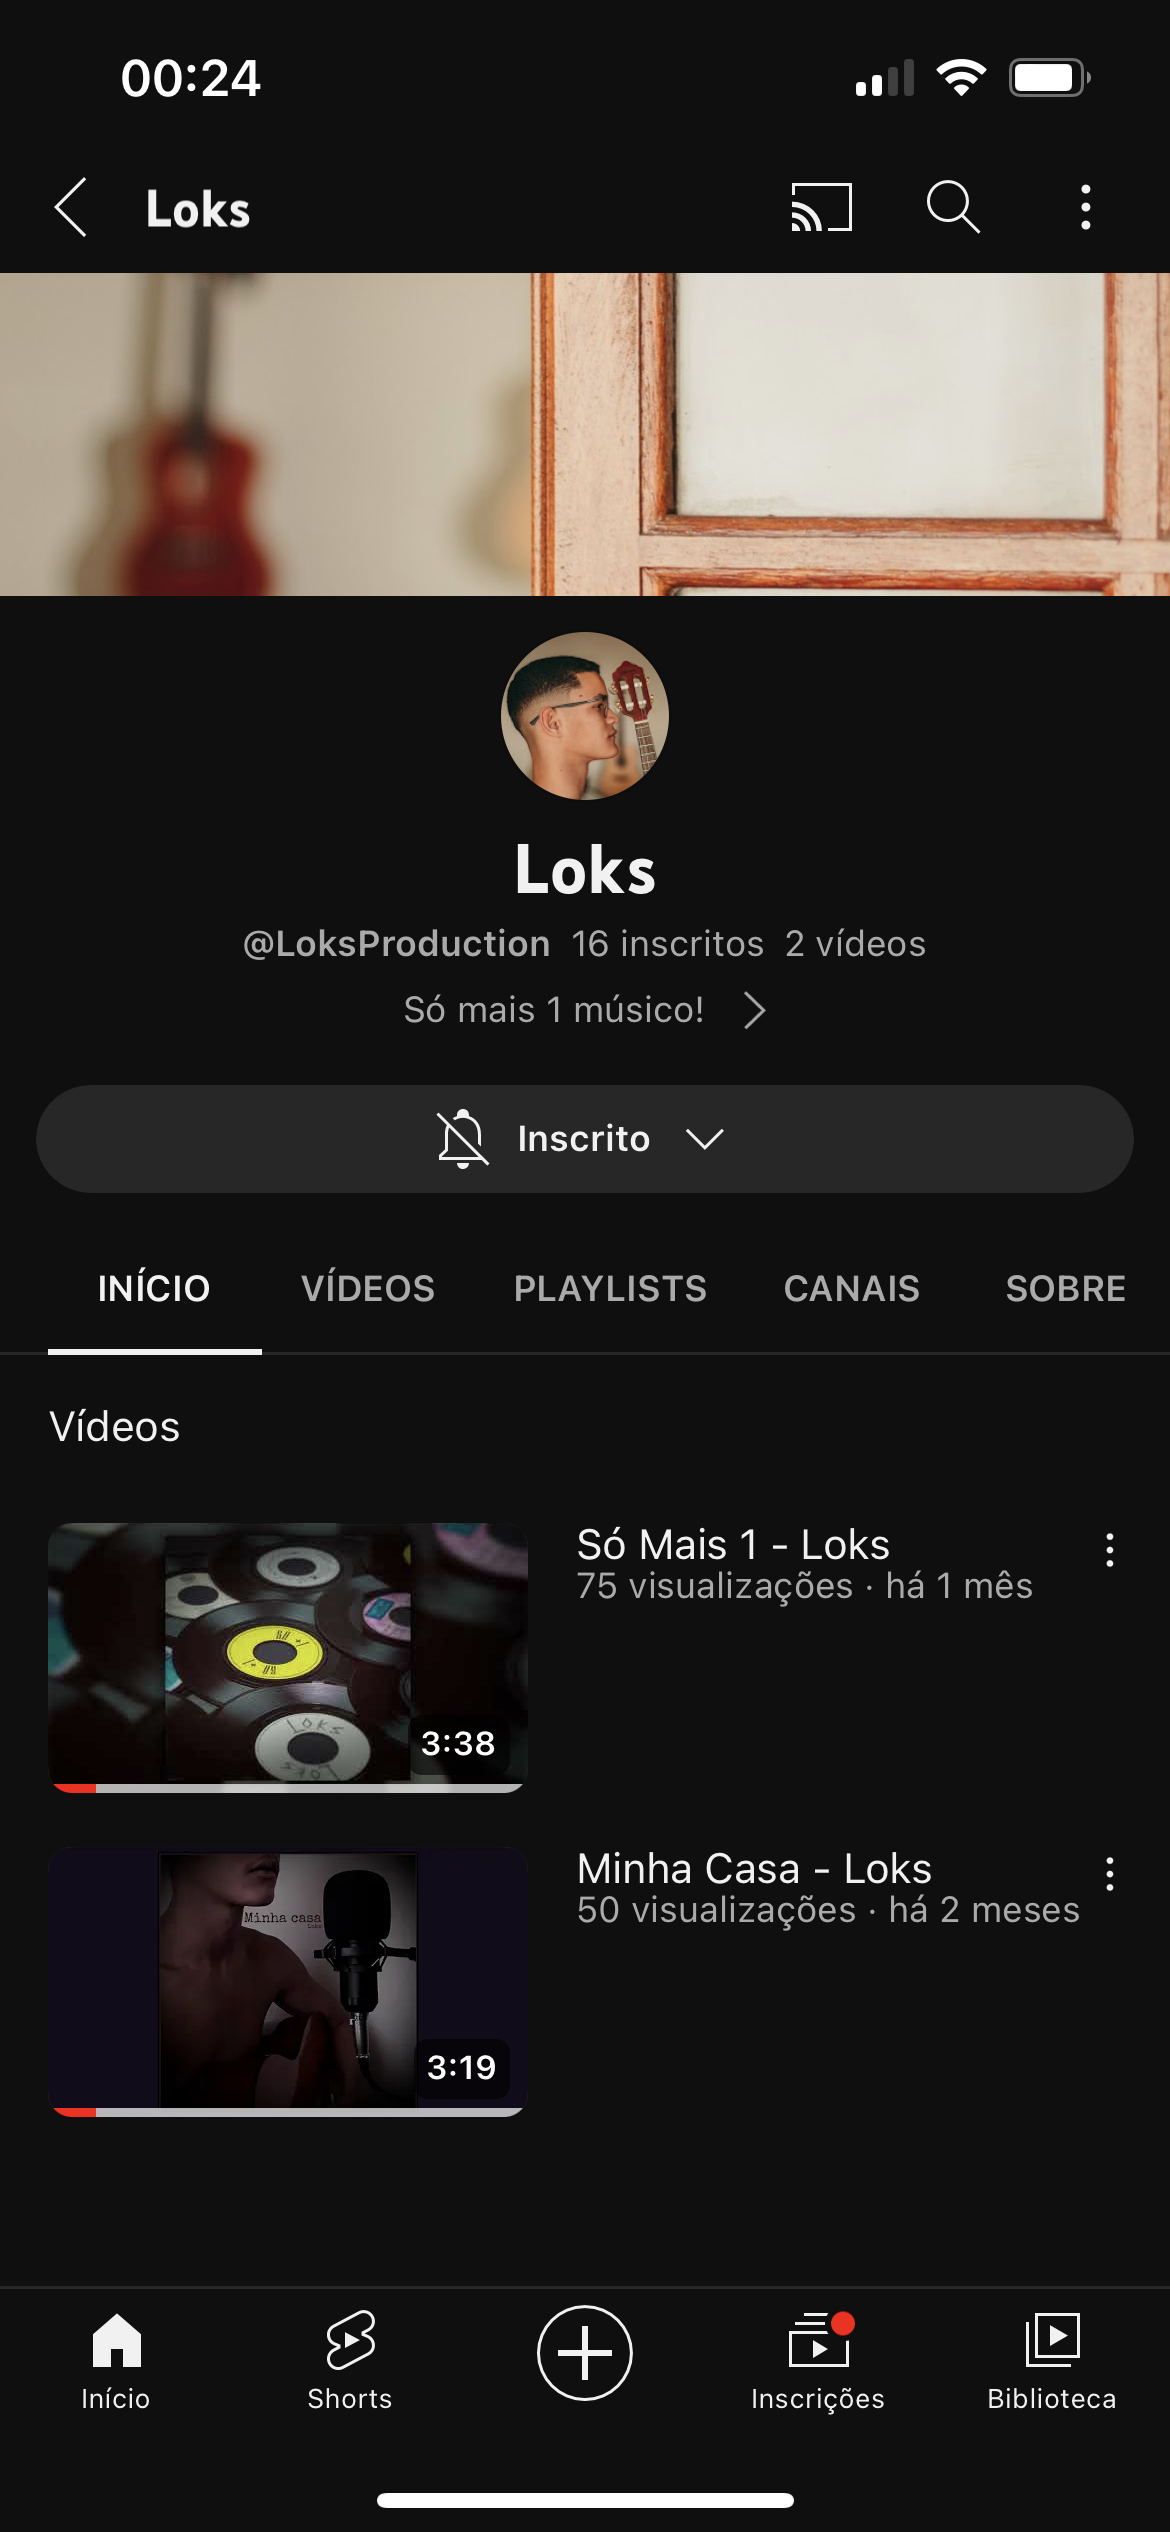 00:24
Loks
Loks
@LoksProduction 16 inscritos 2 vídeos
Só mais 1 músico!
Inscrito
INÍCIO VÍDEOS PLAYLISTS CANAIS SOBRE
Vídeos
Só Mais 1 - Loks
75 visualizações · há 1 mês
LOKS
3:38
Minha Casa - Loks
50 visualizações · há 2 meses
Minha casa
Loks
3:19
Início Shorts Inscrições Biblioteca